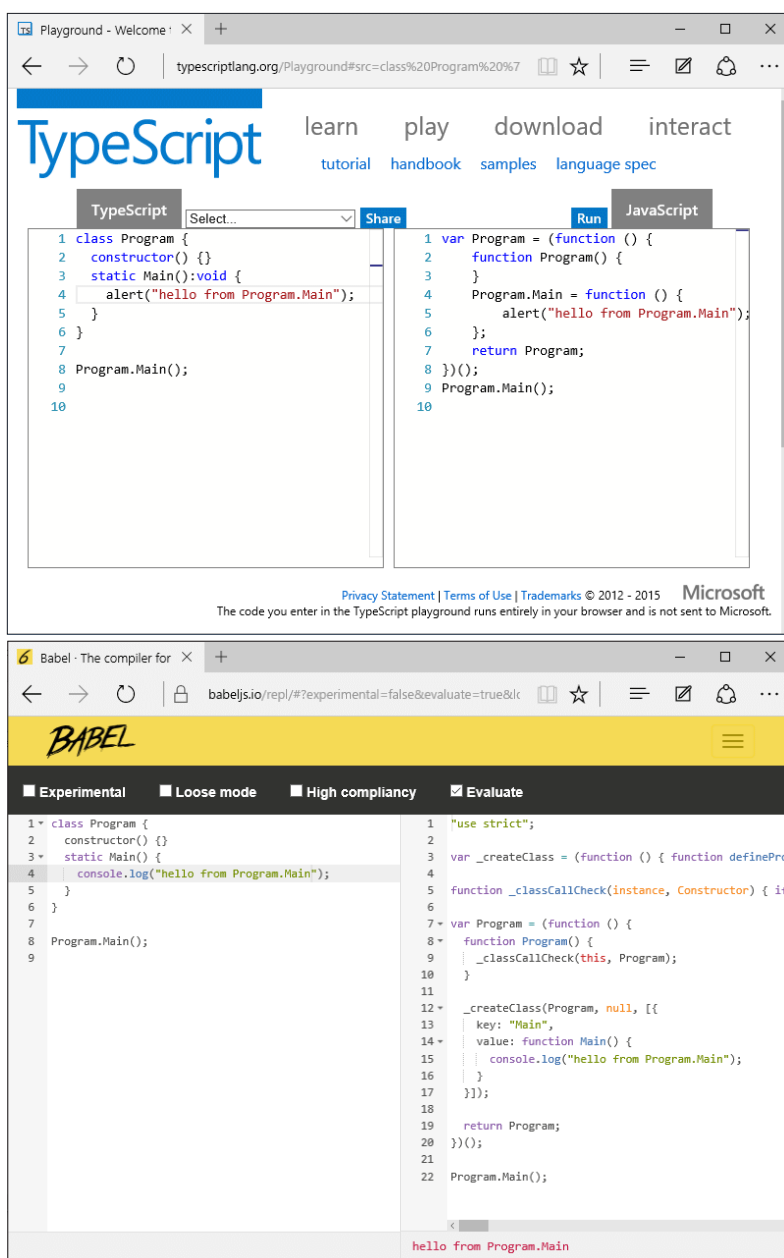 Playground - Welcome t
typescriptlang.org/Playground#src=class%20Program%20%7
TypeScript
learn play download interact
tutorial handbook samples language spec
TypeScript
Select...
Share
1 class Program {
2   constructor() {}
3   static Main():void {
4     alert("hello from Program.Main");
5   }
6 }
7
8 Program.Main();
9
10
Run
JavaScript
1 var Program = (function () {
2     function Program() {
3     }
4     Program.Main = function () {
5         alert("hello from Program.Main");
6     };
7     return Program;
8 })();
9 Program.Main();
10
Privacy Statement | Terms of Use | Trademarks © 2012 - 2015 Microsoft
The code you enter in the TypeScript playground runs entirely in your browser and is not sent to Microsoft.
6 Babel · The compiler for
babeljs.io/repl/#?experimental=false&evaluate=true&lc
BABEL
Experimental Loose mode High compliancy Evaluate
1 class Program {
2   constructor() {}
3   static Main() {
4     console.log("hello from Program.Main");
5   }
6 }
7
8 Program.Main();
9
1 "use strict";
2
3 var _createClass = (function () { function definePro
4
5 function _classCallCheck(instance, Constructor) { if
6
7 var Program = (function () {
8   function Program() {
9     _classCallCheck(this, Program);
10   }
11
12   _createClass(Program, null, [{
13     key: "Main",
14     value: function Main() {
15       console.log("hello from Program.Main");
16     }
17   }]);
18
19   return Program;
20 })();
21
22 Program.Main();
hello from Program.Main